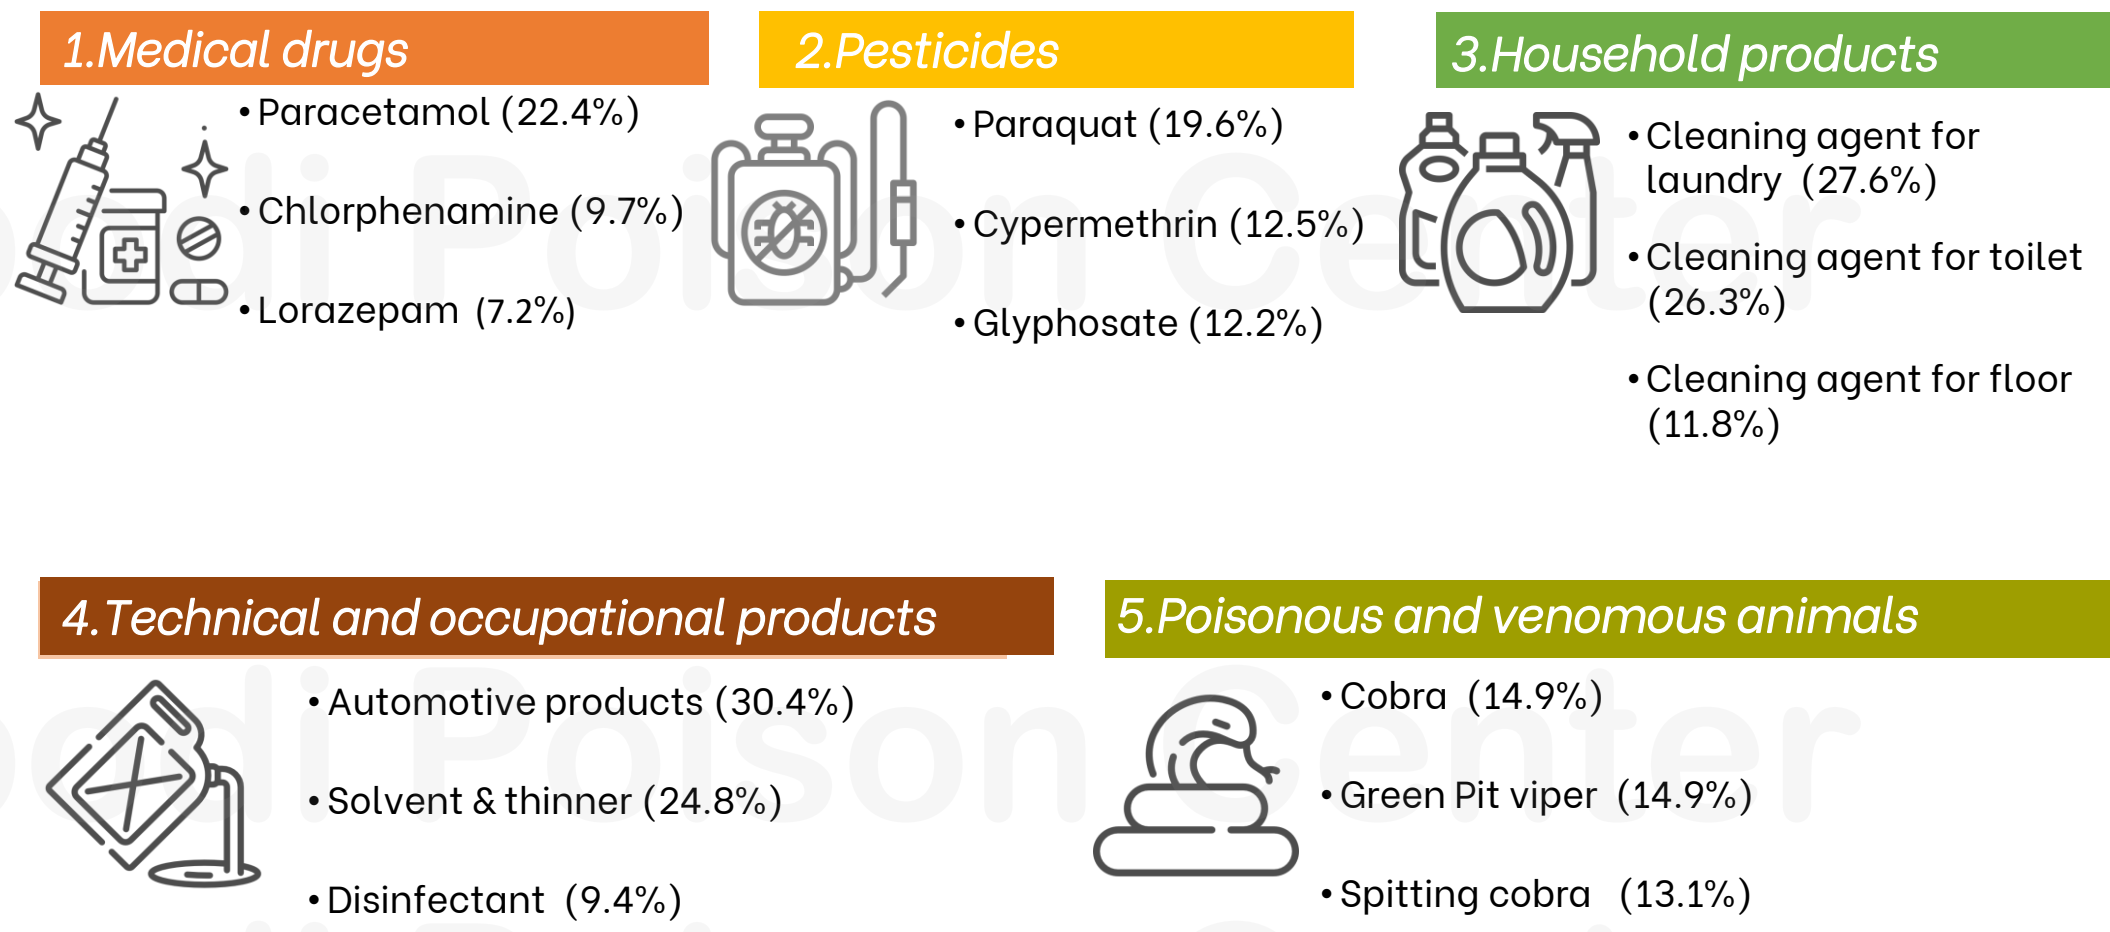 1.Medical drugs
• Paracetamol (22.4%)
• Chlorphenamine (9.7%)
• Lorazepam (7.2%)
2.Pesticides
• Paraquat (19.6%)
• Cypermethrin (12.5%)
• Glyphosate (12.2%)
3.Household products
• Cleaning agent for
laundry (27.6%)
• Cleaning agent for toilet
(26.3%)
• Cleaning agent for floor
(11.8%)
4.Technical and occupational products
• Automotive products (30.4%)
• Solvent & thinner (24.8%)
• Disinfectant (9.4%)
5.Poisonous and venomous animals
• Cobra (14.9%)
• Green Pit viper (14.9%)
• Spitting cobra (13.1%)
Poison Center
Poison Center